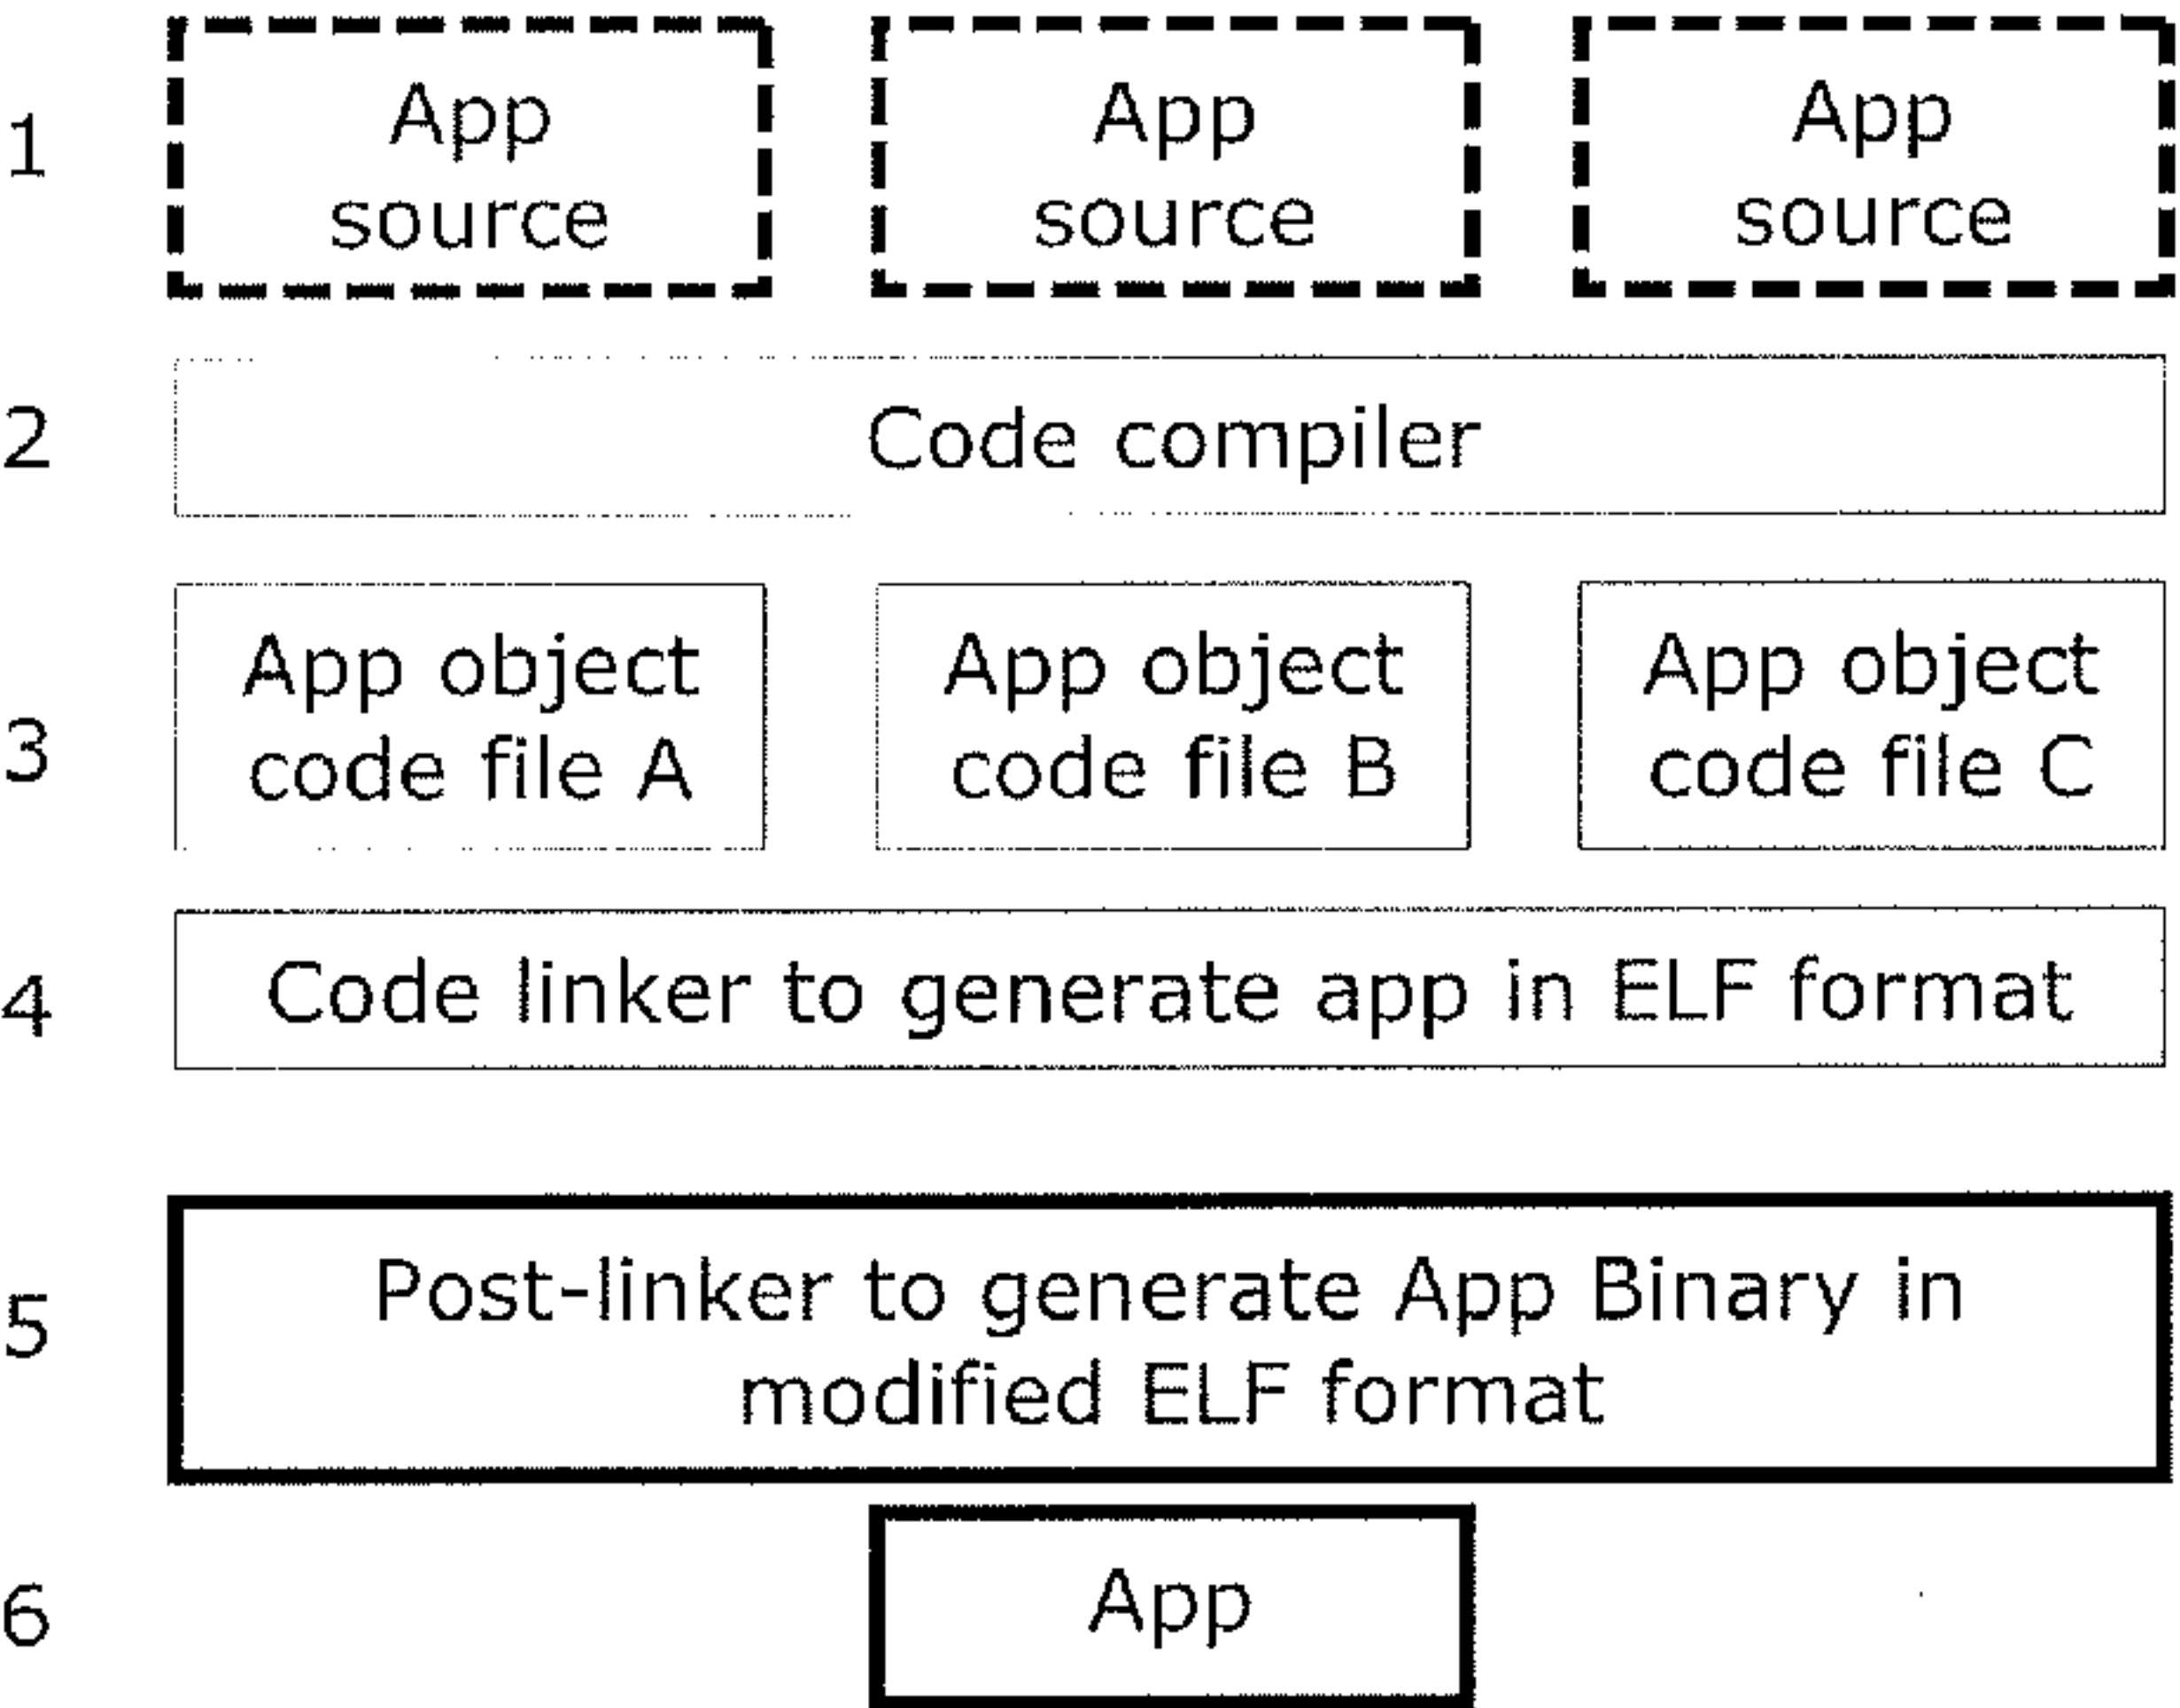 1
App
source
App
source
App
source
2
Code compiler
3
App object
code file A
App object
code file B
App object
code file C
4
Code linker to generate app in ELF format
5
Post-linker to generate App Binary in
modified ELF format
6
App